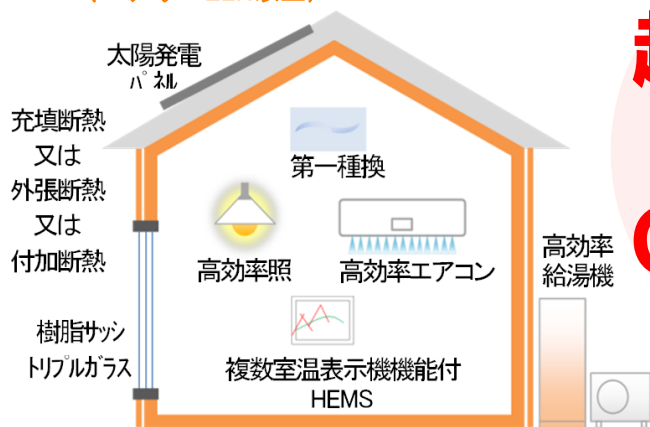 太陽発電
パネル
充填断熱
又は
外張断熱
又は
付加断熱
第一種換
高効率照
高効率エアコン
高効率
給湯機
樹脂サッシ
トリプルガラス
複数室温表示機機能付
HEMS